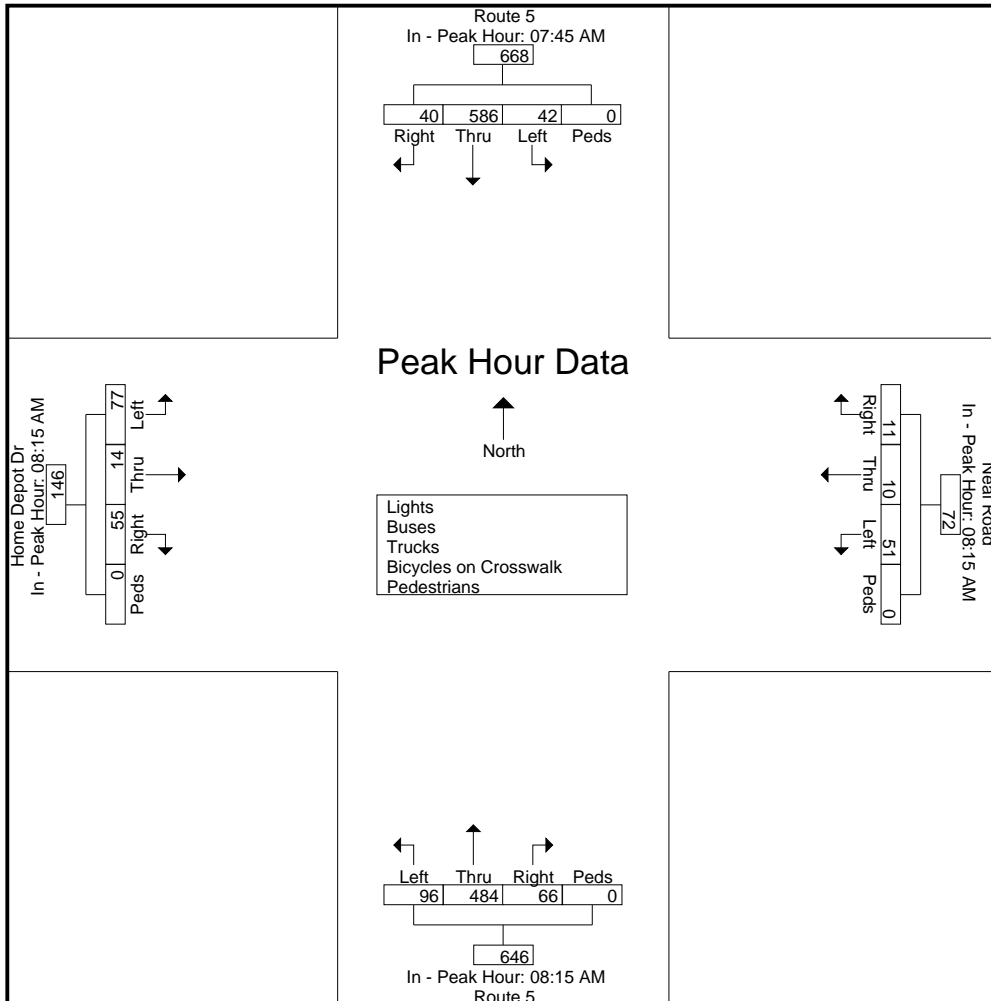 Route 5
In - Peak Hour: 07:45 AM
668
40 586 42 0
Right Thru Left Peds
Peak Hour Data
North
Lights
Buses
Trucks
Bicycles on Crosswalk
Pedestrians
Home Depot Dr
In - Peak Hour: 08:15 AM
146
77 14 55 0
Left Thru Right Peds
Neal Road
In - Peak Hour: 08:15 AM
72
11 10 51 0
Right Thru Left Peds
Left Thru Right Peds
96 484 66 0
646
In - Peak Hour: 08:15 AM
Route 5